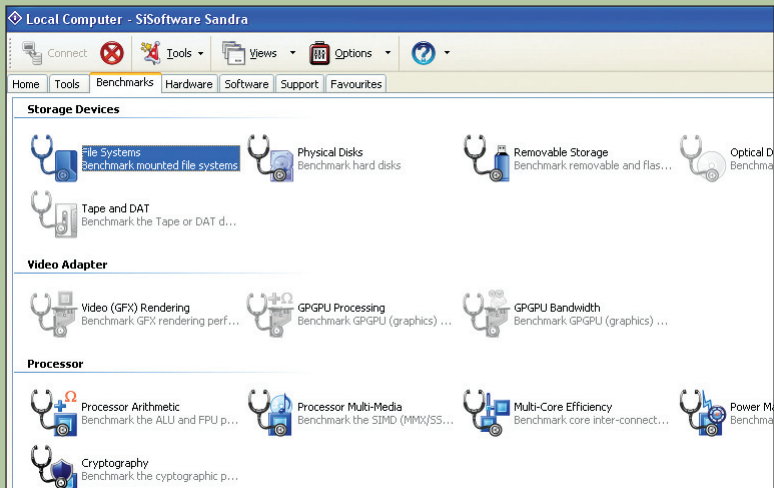 Local Computer - SiSoftware Sandra
Connect Tools Views Options
Home Tools Benchmarks Hardware Software Support Favourites
Storage Devices
File Systems
Benchmark mounted file systems
Physical Disks
Benchmark hard disks
Removable Storage
Benchmark removable and flas...
Optical D
Benchma
Tape and DAT
Benchmark the Tape or DAT d...
Video Adapter
Video (GFX) Rendering
Benchmark GFX rendering perf...
GPGPU Processing
Benchmark GPGPU (graphics) ...
GPGPU Bandwidth
Benchmark GPGPU (graphics) ...
Processor
Processor Arithmetic
Benchmark the ALU and FPU p...
Processor Multi-Media
Benchmark the SIMD (MMX/SS...
Multi-Core Efficiency
Benchmark core inter-connect...
Power Ma
Benchma
Cryptography
Benchmark the cyptographic p...